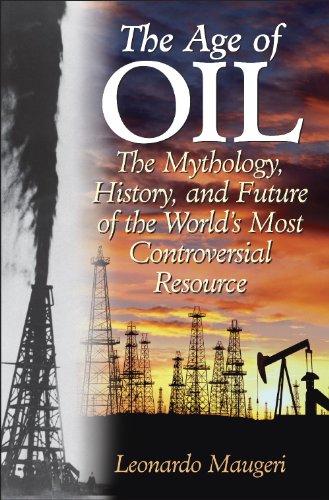 The Age of
OIL
The Mythology,
History, and Future
of the World's Most
Controversial
Resource
Leonardo Maugeri